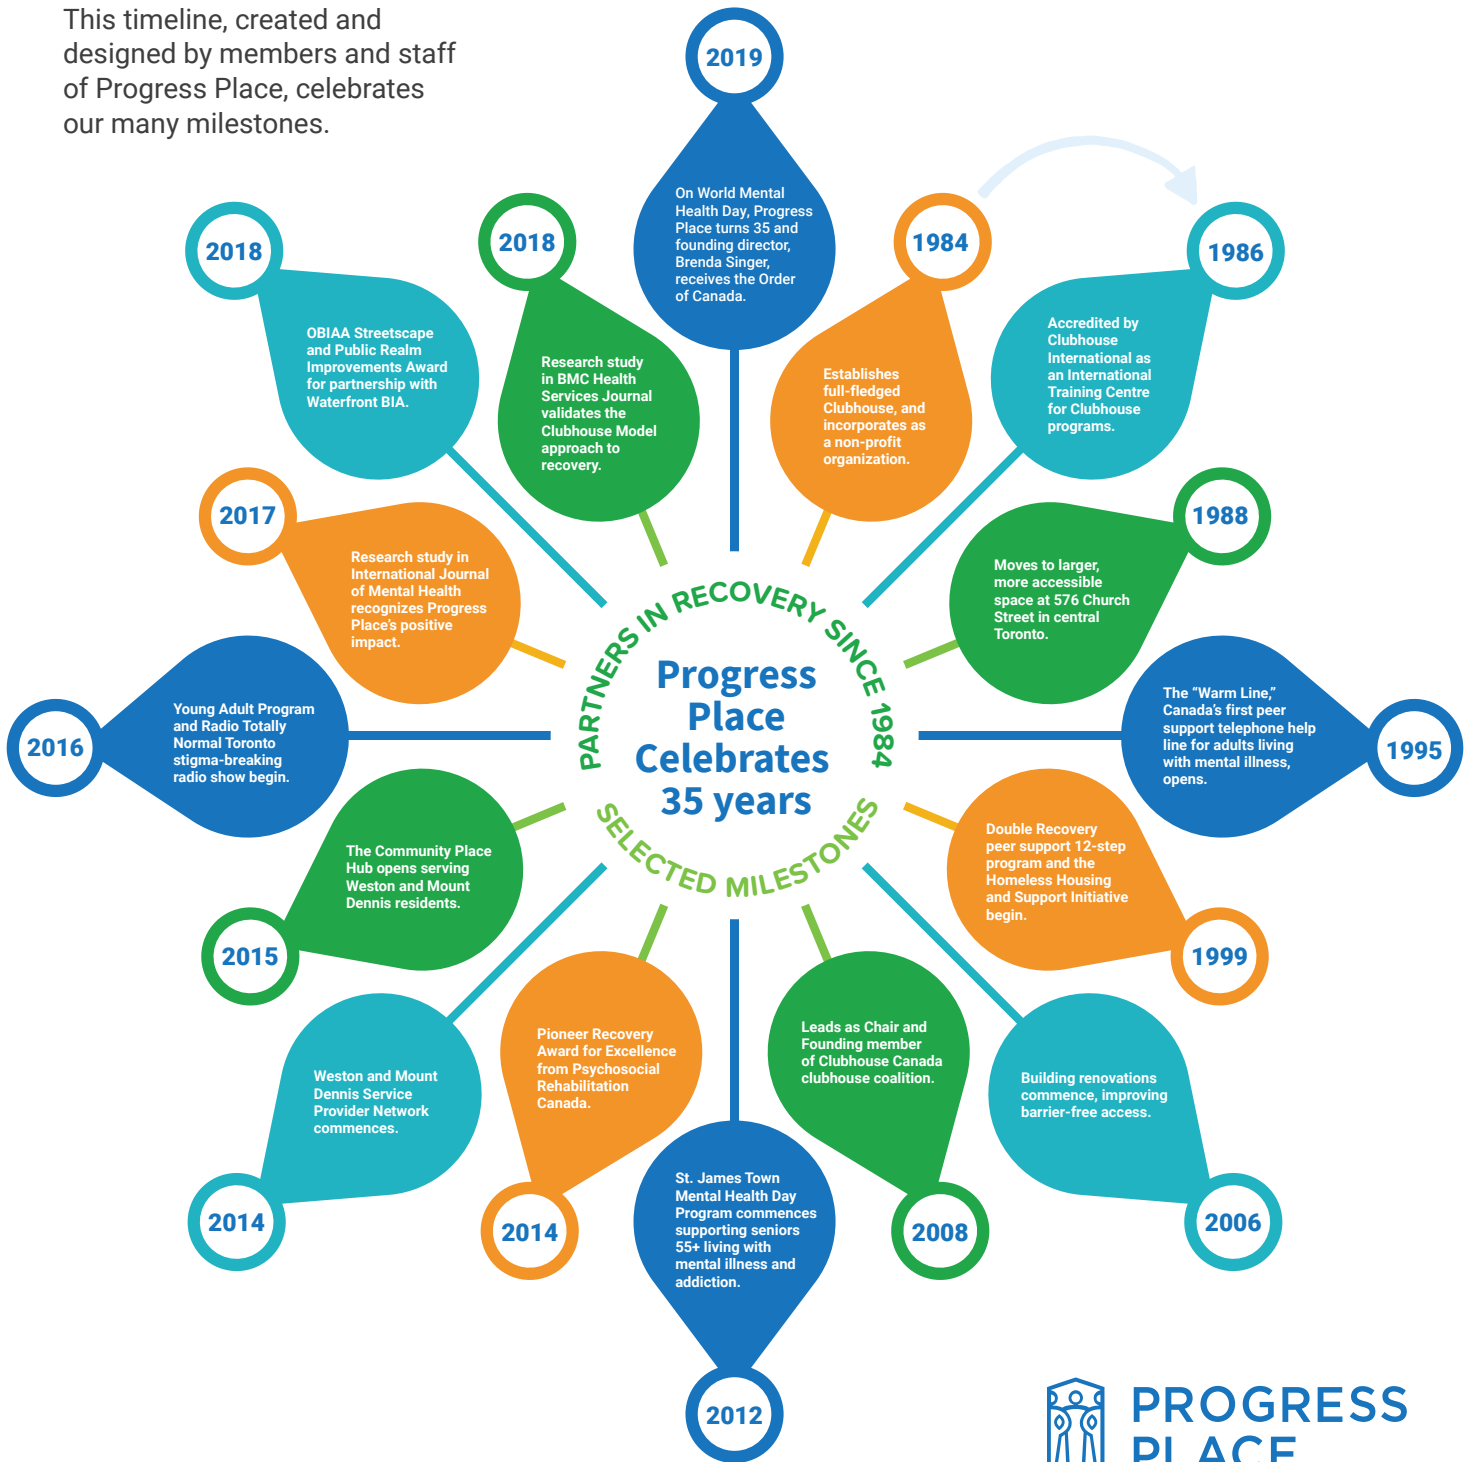 This timeline, created and
designed by members and staff
of Progress Place, celebrates
our many milestones.
PARTNERS IN RECOVERY SINCE 1984
Progress
Place
Celebrates
35 years
SELECTED MILESTONES
1984
Establishes
full-fledged
Clubhouse, and
incorporates as
a non-profit
organization.
1986
Accredited by
Clubhouse
International as
an International
Training Centre
for Clubhouse
programs.
1988
Moves to larger,
more accessible
space at 576 Church
Street in central
Toronto.
1995
The “Warm Line,”
Canada’s first peer
support telephone help
line for adults living
with mental illness,
opens.
1999
Double Recovery
peer support 12-step
program and the
Homeless Housing
and Support Initiative
begin.
2006
Building renovations
commence, improving
barrier-free access.
2008
Leads as Chair and
Founding member
of Clubhouse Canada
clubhouse coalition.
2012
St. James Town
Mental Health Day
Program commences
supporting seniors
55+ living with
mental illness and
addiction.
2014
Pioneer Recovery
Award for Excellence
from Psychosocial
Rehabilitation
Canada.
2014
Weston and Mount
Dennis Service
Provider Network
commences.
2015
The Community Place
Hub opens serving
Weston and Mount
Dennis residents.
2016
Young Adult Program
and Radio Totally
Normal Toronto
stigma-breaking
radio show begin.
2017
Research study in
International Journal
of Mental Health
recognizes Progress
Place’s positive
impact.
2018
OBIAA Streetscape
and Public Realm
Improvements Award
for partnership with
Waterfront BIA.
2018
Research study
in BMC Health
Services Journal
validates the
Clubhouse Model
approach to
recovery.
2019
On World Mental
Health Day, Progress
Place turns 35 and
founding director,
Brenda Singer,
receives the Order
of Canada.
PROGRESS
PLACE